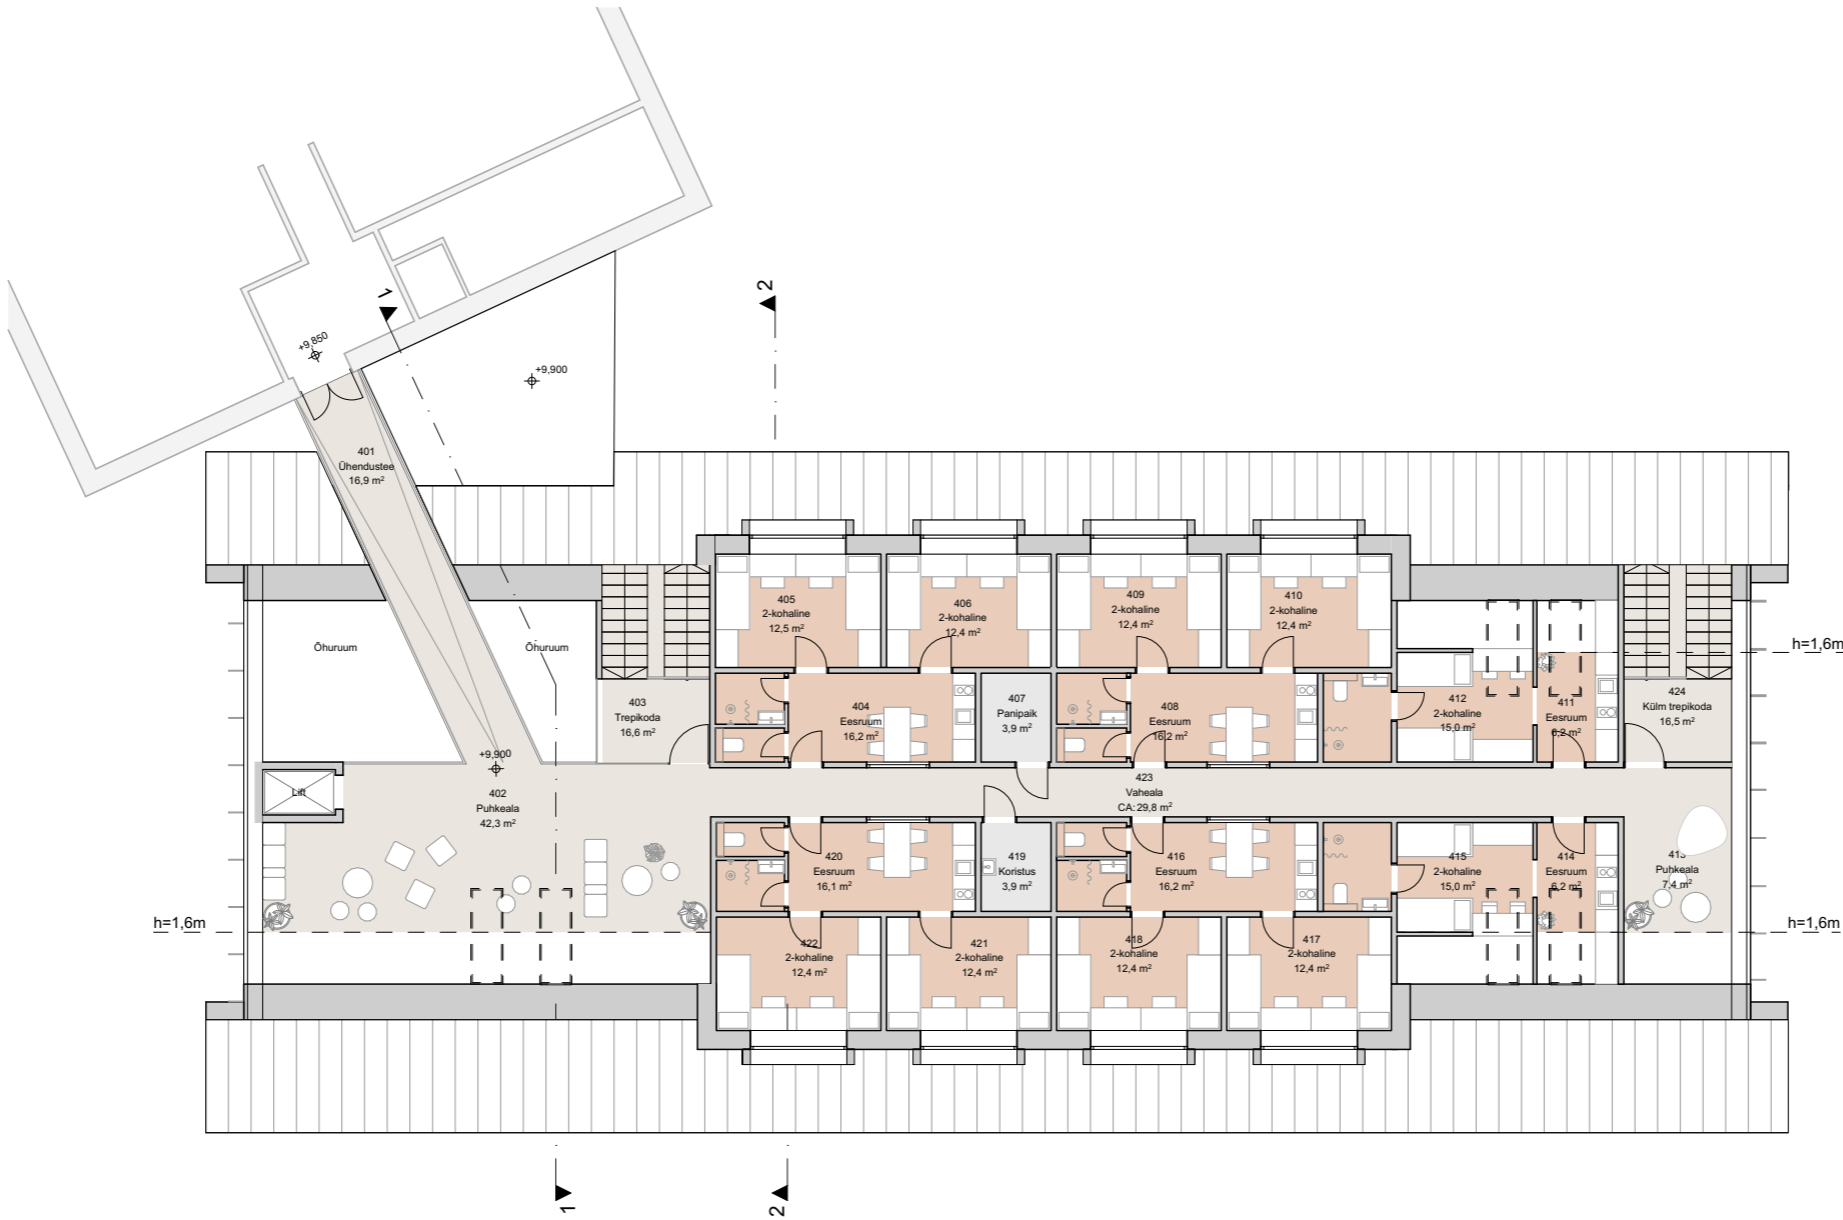 1
2
+9,850
+9,900
401
Ühendustee
16,9 m²
405
2-kohaline
12,5 m²
406
2-kohaline
12,4 m²
409
2-kohaline
12,4 m²
410
2-kohaline
12,4 m²
Õhuruum
Õhuruum
h=1,6m
403
Trepikoda
16,6 m²
404
Eesruum
16,2 m²
407
Panipaik
3,9 m²
408
Eesruum
16,2 m²
412
2-kohaline
15,0 m²
411
Eesruum
6,2 m²
424
Külm trepikoda
16,5 m²
+9,900
Lift
402
Puhkeala
42,3 m²
423
Vaheala
CA: 29,8 m²
420
Eesruum
16,1 m²
419
Koristus
3,9 m²
416
Eesruum
16,2 m²
415
2-kohaline
15,0 m²
414
Eesruum
6,2 m²
413
Puhkeala
7,4 m²
h=1,6m
h=1,6m
422
2-kohaline
12,4 m²
421
2-kohaline
12,4 m²
418
2-kohaline
12,4 m²
417
2-kohaline
12,4 m²
1
2